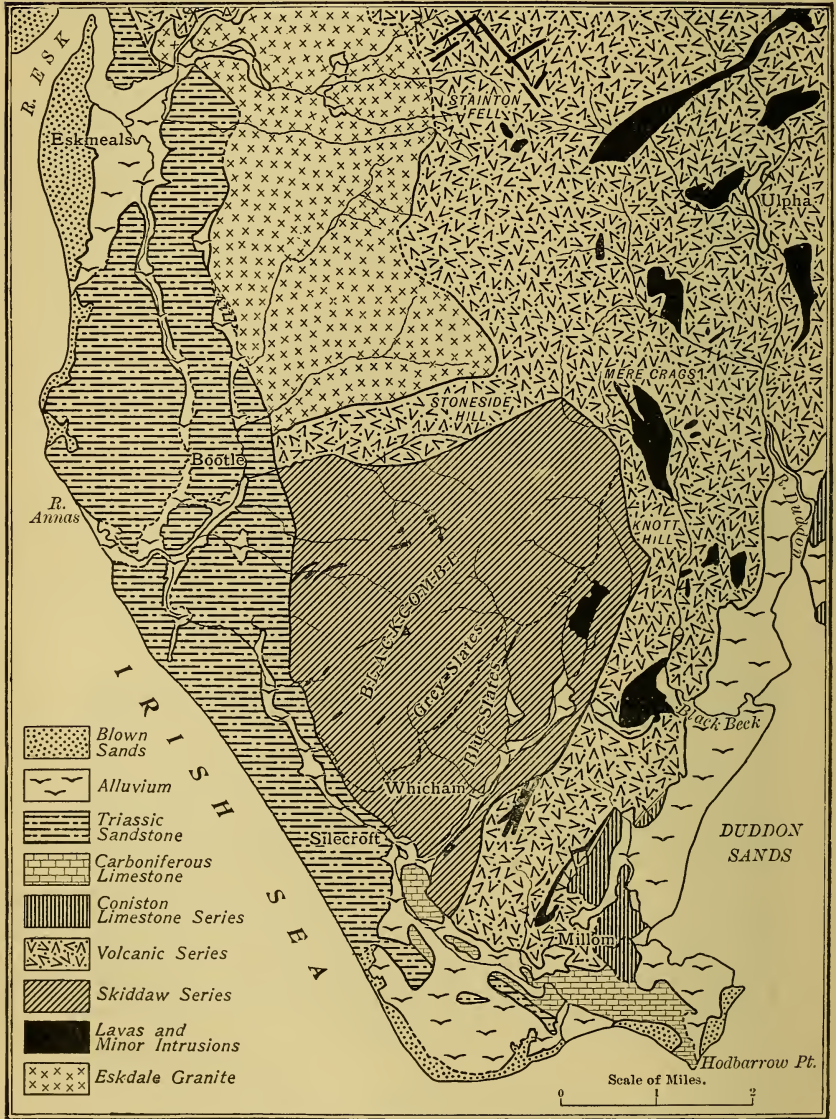 R. ESK
Eskmeals
STAINTON
FELL
Ulpha
MERE CRAGS
STONESIDE
HILL
Bootle
R.
Annas
R. Duddon
KNOTT
HILL
BLACKCOMBE
Grey Slates
Blue Slates
Black Beck
IRISH SEA
Whicham
Silecroft
DUDDON
SANDS
Millom
Hodbarrow Pt.
Blown
Sands
Alluvium
Triassic
Sandstone
Carboniferous
Limestone
Coniston
Limestone Series
Volcanic Series
Skiddaw Series
Lavas and
Minor Intrusions
Eskdale Granite
Scale of Miles.
0 1 2